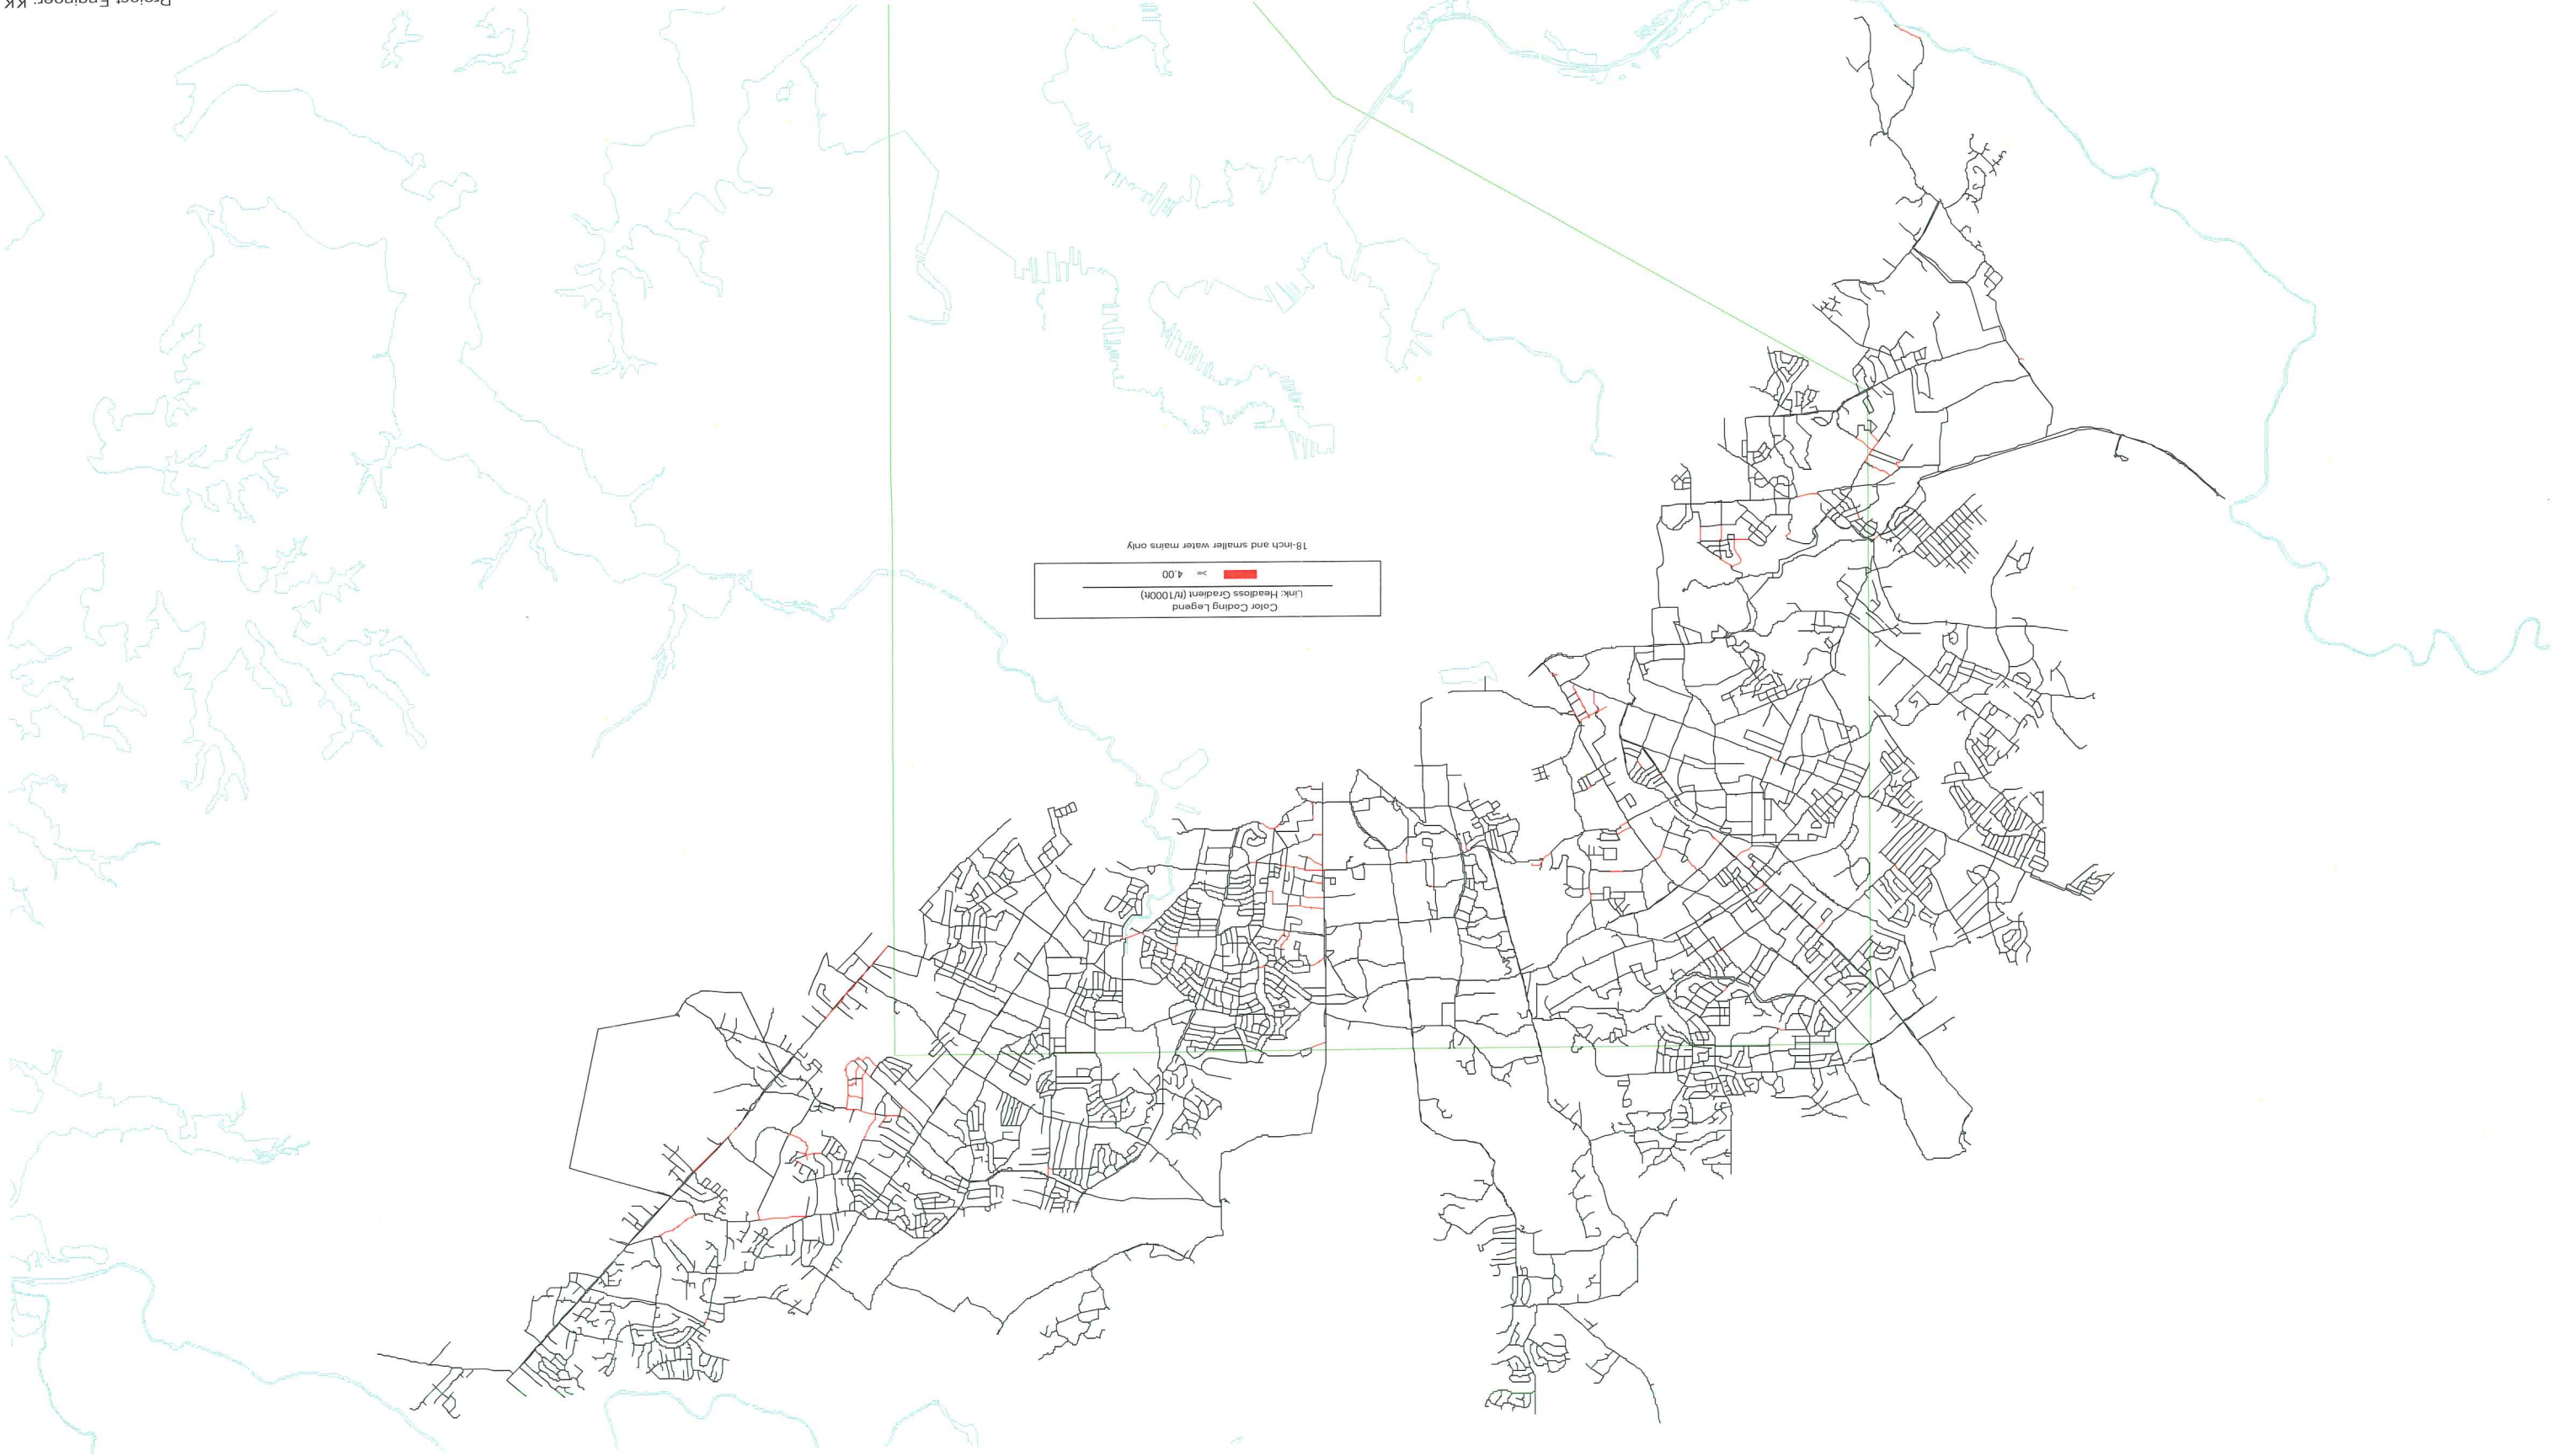 Color Coding Legend
Link: Headloss Gradient (ft/1000ft)
>= 4.00
18-inch and smaller water mains only
Project Engineer: KK